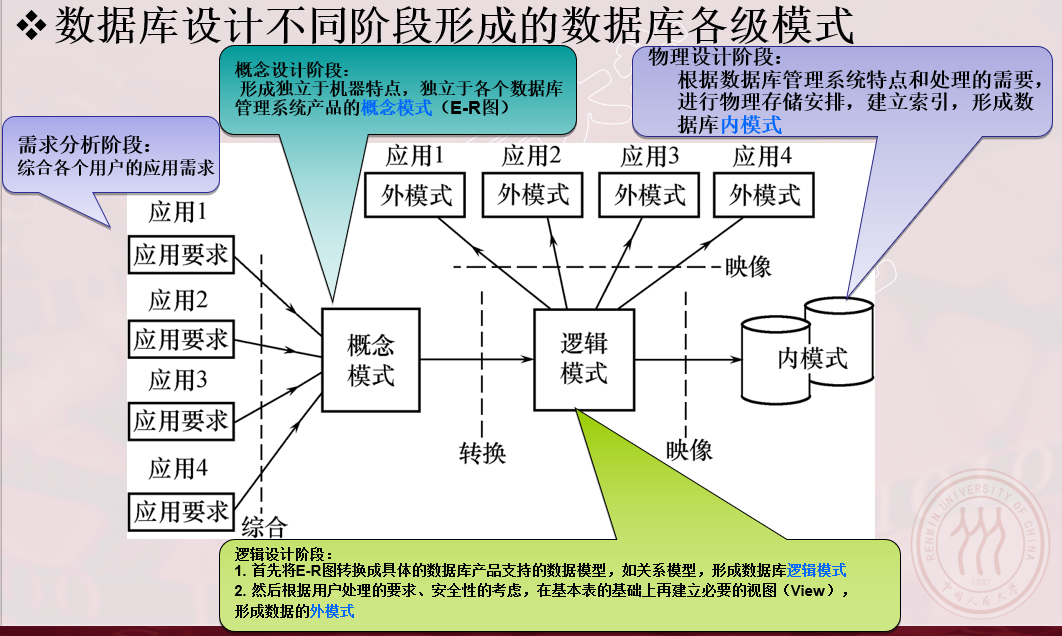 ❖数据库设计不同阶段形成的数据库各级模式
概念设计阶段：
形成独立于机器特点，独立于各个数据库
管理系统产品的概念模式（E-R图）
物理设计阶段：
根据数据库管理系统特点和处理的需要，
进行物理存储安排，建立索引，形成数
据库内模式
需求分析阶段：
综合各个用户的应用需求
应用1
应用2
应用3
应用4
外模式
外模式
外模式
外模式
映像
应用1
应用要求
应用2
应用要求
应用3
应用要求
应用4
应用要求
综合
概念
模式
转换
逻辑
模式
映像
内模式
逻辑设计阶段：
1. 首先将E-R图转换成具体的数据库产品支持的数据模型，如关系模型，形成数据库逻辑模式
2. 然后根据用户处理的要求、安全性的考虑，在基本表的基础上再建立必要的视图（View），
形成数据的外模式
RENMIN UNIVERSITY OF CHINA
1937
中国人民大学